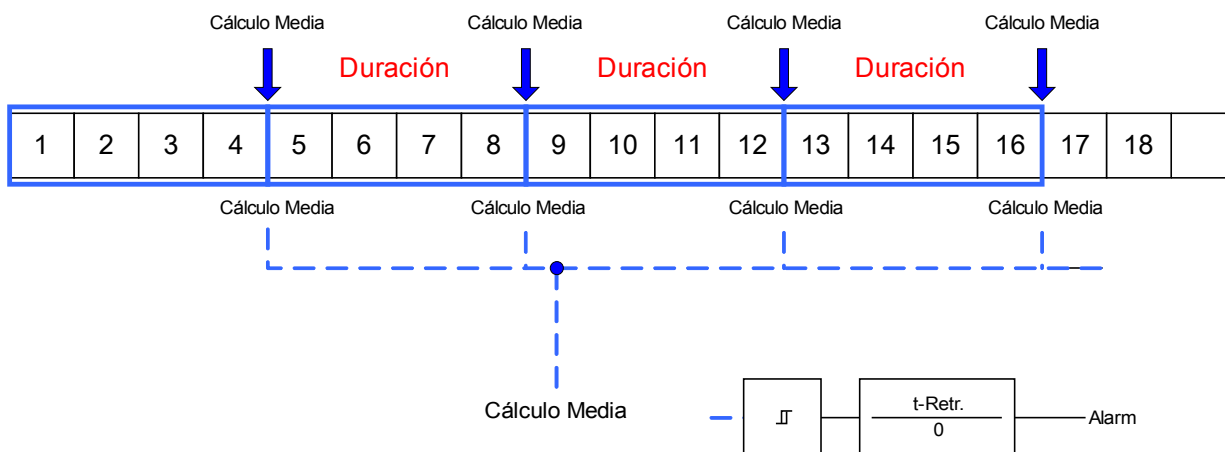 Cálculo Media Cálculo Media Cálculo Media Cálculo Media
Duración Duración Duración
1 2 3 4 5 6 7 8 9 10 11 12 13 14 15 16 17 18
Cálculo Media Cálculo Media Cálculo Media Cálculo Media
Cálculo Media
t-Retr.
0
Alarm